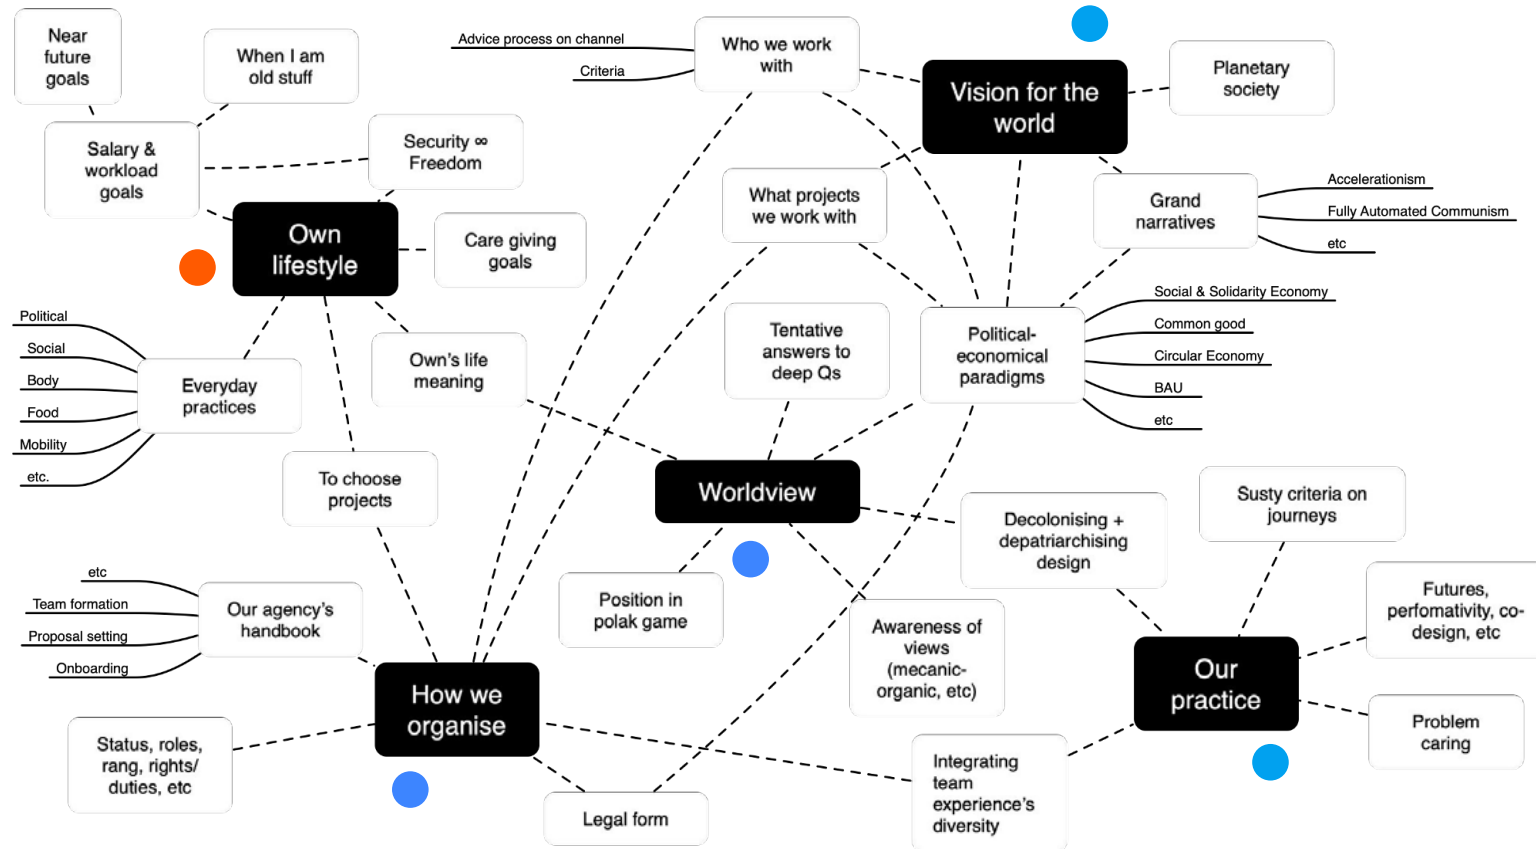 Near
future
goals
When I am
old stuff
Advice process on channel
Criteria
Who we work
with
Vision for the
world
Planetary
society
Salary &
workload
goals
Security ∞
Freedom
What projects
we work with
Grand
narratives
Accelerationism
Fully Automated Communism
etc
Own
lifestyle
Care giving
goals
Political
Social
Body
Food
Mobility
etc.
Everyday
practices
Own's life
meaning
Tentative
answers to
deep Qs
Political-
economical
paradigms
Social & Solidarity Economy
Common good
Circular Economy
BAU
etc
To choose
projects
Worldview
Decolonising +
depatriarchising
design
Susty criteria on
journeys
etc
Team formation
Proposal setting
Onboarding
Our agency's
handbook
Position in
polak game
Awareness of
views
(mecanic-
organic, etc)
Futures,
perfomativity, co-
design, etc
How we
organise
Our
practice
Status, roles,
rang, rights/
duties, etc
Legal form
Integrating
team
experience's
diversity
Problem
caring